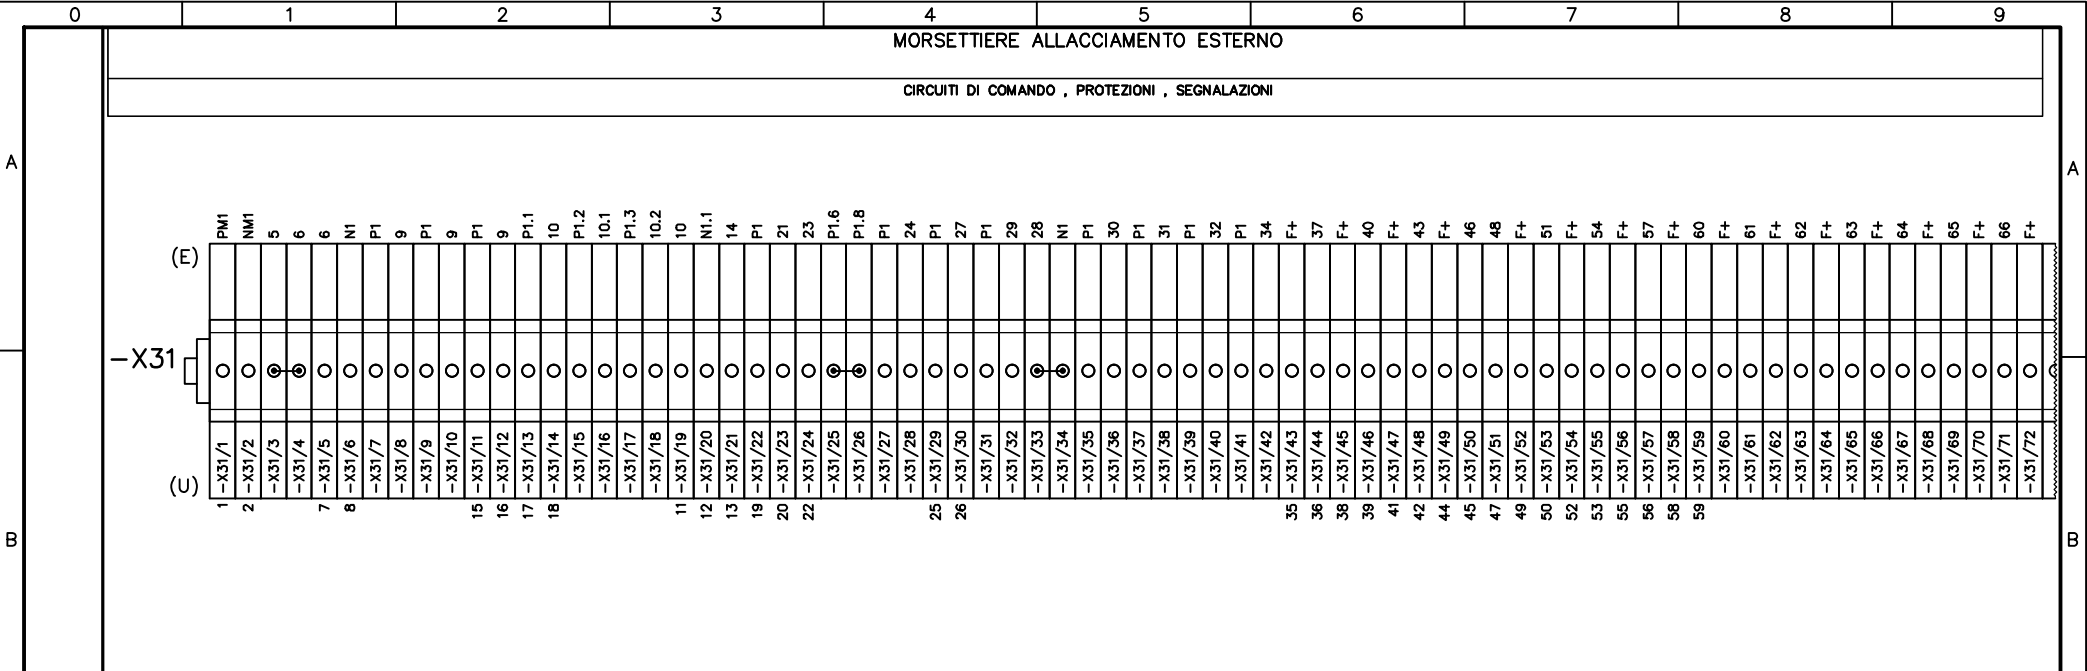 0 1 2 3 4 5 6 7 8 9
MORSETTIERE ALLACCIAMENTO ESTERNO
CIRCUITI DI COMANDO , PROTEZIONI , SEGNALAZIONI
A A
PM1 NM1 5 6 6 N1 P1 9 P1 9 P1 9 P1.1 10 P1.2 10.1 P1.3 10.2 10 N1.1 14 P1 21 23 P1.6 P1.8 P1 24 P1 27 P1 29 28 N1 P1 30 P1 31 P1 32 P1 34 F+ 37 F+ 40 F+ 43 F+ 46 48 F+ 51 F+ 54 F+ 57 F+ 60 F+ 61 F+ 62 F+ 63 F+ 64 F+ 65 F+ 66 F+
(E)
-X31
(U)
-X31/1 -X31/2 -X31/3 -X31/4 -X31/5 -X31/6 -X31/7 -X31/8 -X31/9 -X31/10 -X31/11 -X31/12 -X31/13 -X31/14 -X31/15 -X31/16 -X31/17 -X31/18 -X31/19 -X31/20 -X31/21 -X31/22 -X31/23 -X31/24 -X31/25 -X31/26 -X31/27 -X31/28 -X31/29 -X31/30 -X31/31 -X31/32 -X31/33 -X31/34 -X31/35 -X31/36 -X31/37 -X31/38 -X31/39 -X31/40 -X31/41 -X31/42 -X31/43 -X31/44 -X31/45 -X31/46 -X31/47 -X31/48 -X31/49 -X31/50 -X31/51 -X31/52 -X31/53 -X31/54 -X31/55 -X31/56 -X31/57 -X31/58 -X31/59 -X31/60 -X31/61 -X31/62 -X31/63 -X31/64 -X31/65 -X31/66 -X31/67 -X31/68 -X31/69 -X31/70 -X31/71 -X31/72
1 2 7 8 15 16 17 18 11 12 13 19 20 22 25 26 35 36 38 39 41 42 44 45 47 49 50 52 53 55 56 58 59
B B